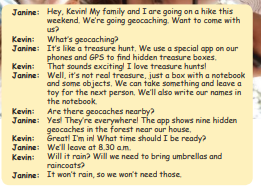 Janine: Hey, Kevin! My family and I are going on a hike this
weekend. We're going geocaching. Want to come with
us?
Kevin: What's geocaching?
Janine: It's like a treasure hunt. We use a special app on our
phones and GPS to find hidden treasure boxes.
Kevin: That sounds exciting! I love treasure hunts!
Janine: Well, it's not real treasure, just a box with a notebook
and some objects. We can take something and leave a
toy for the next person. We'll also write our names in
the notebook.
Kevin: Are there geocaches nearby?
Janine: Yes! They're everywhere! The app shows nine hidden
geocaches in the forest near our house.
Kevin: Great! I'm in! What time should I be ready?
Janine: We'll leave at 8.30 a.m.
Kevin: Will it rain? Will we need to bring umbrellas and
raincoats?
Janine: It won't rain, so we won't need those.